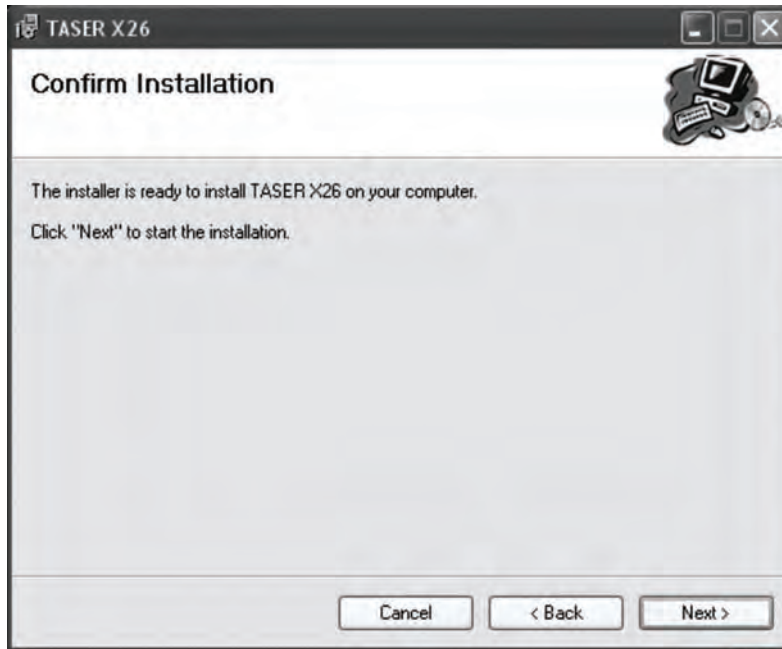 TASER X26
Confirm Installation
The installer is ready to install TASER X26 on your computer.
Click "Next" to start the installation.
Cancel
< Back
Next >